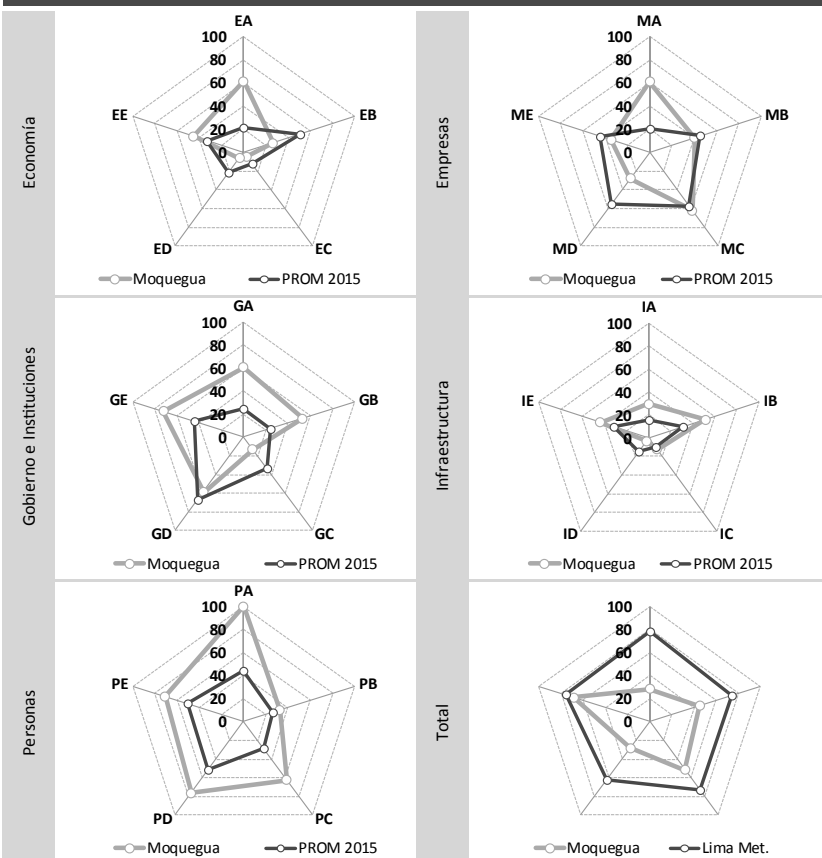 Economía
EA
100
80
60
40
20
0
EE
EB
ED
EC
Moquegua
PROM 2015
Empresas
MA
100
80
60
40
20
0
ME
MB
MD
MC
Moquegua
PROM 2015
Gobierno e Instituciones
GA
100
80
60
40
20
0
GE
GB
GD
GC
Moquegua
PROM 2015
Infraestructura
IA
100
80
60
40
20
0
IE
IB
ID
IC
Moquegua
PROM 2015
Personas
PA
100
80
60
40
20
0
PE
PB
PD
PC
Moquegua
PROM 2015
Total
100
80
60
40
20
0
Moquegua
Lima Met.